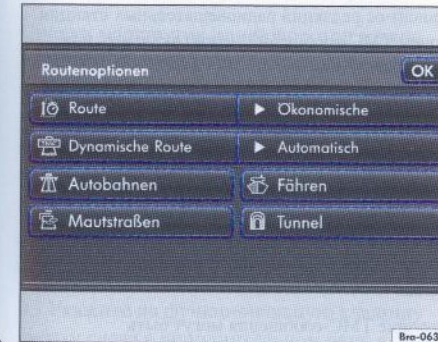 Routenoptionen OK
Route Ökonomische
Dynamische Route Automatisch
Autobahnen Fähren
Mautstraßen Tunnel
Bra-063